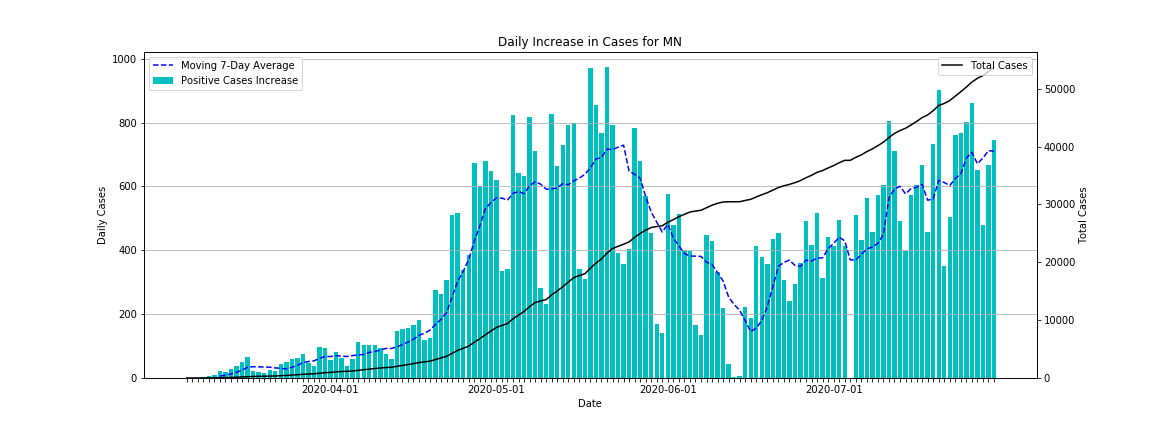 Daily Increase in Cases for MN
Moving 7-Day Average
Positive Cases Increase
Total Cases
1000
800
600
400
200
0
Daily Cases
50000
40000
30000
20000
10000
0
Total Cases
2020-04-01 2020-05-01 2020-06-01 2020-07-01
Date